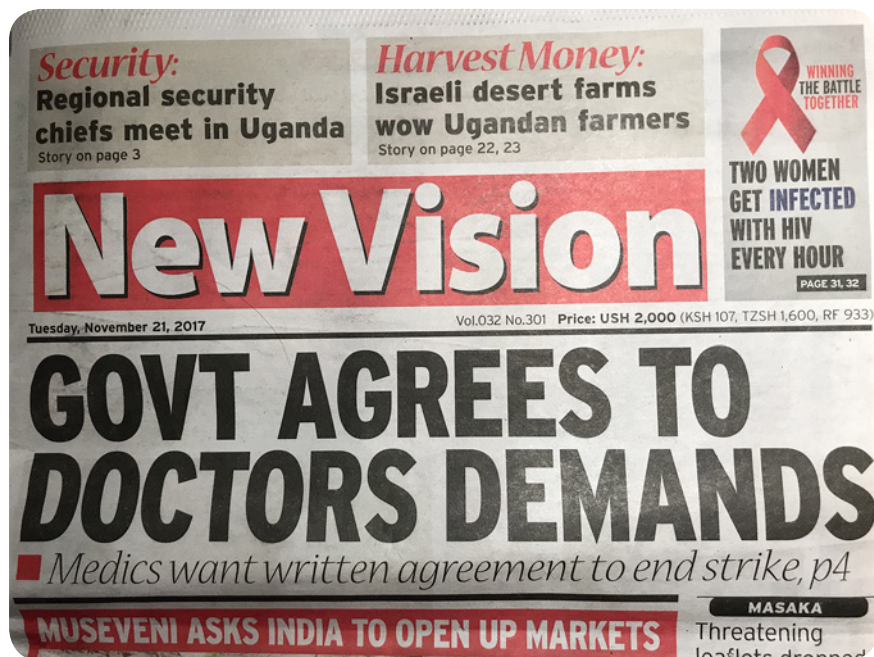 Security:
Regional security
chiefs meet in Uganda
Story on page 3
Harvest Money:
Israeli desert farms
wow Ugandan farmers
Story on page 22, 23
WINNING
THE BATTLE
TOGETHER
TWO WOMEN
GET INFECTED
WITH HIV
EVERY HOUR
PAGE 31, 32
New Vision
Tuesday, November 21, 2017
Vol.032 No.301 Price: USH 2,000 (KSH 107, TZSH 1,600, RF 933)
GOVT AGREES TO
DOCTORS DEMANDS
Medics want written agreement to end strike, p4
MUSEVENI ASKS INDIA TO OPEN UP MARKETS
MASAKA
Threatening
leaflets dropped